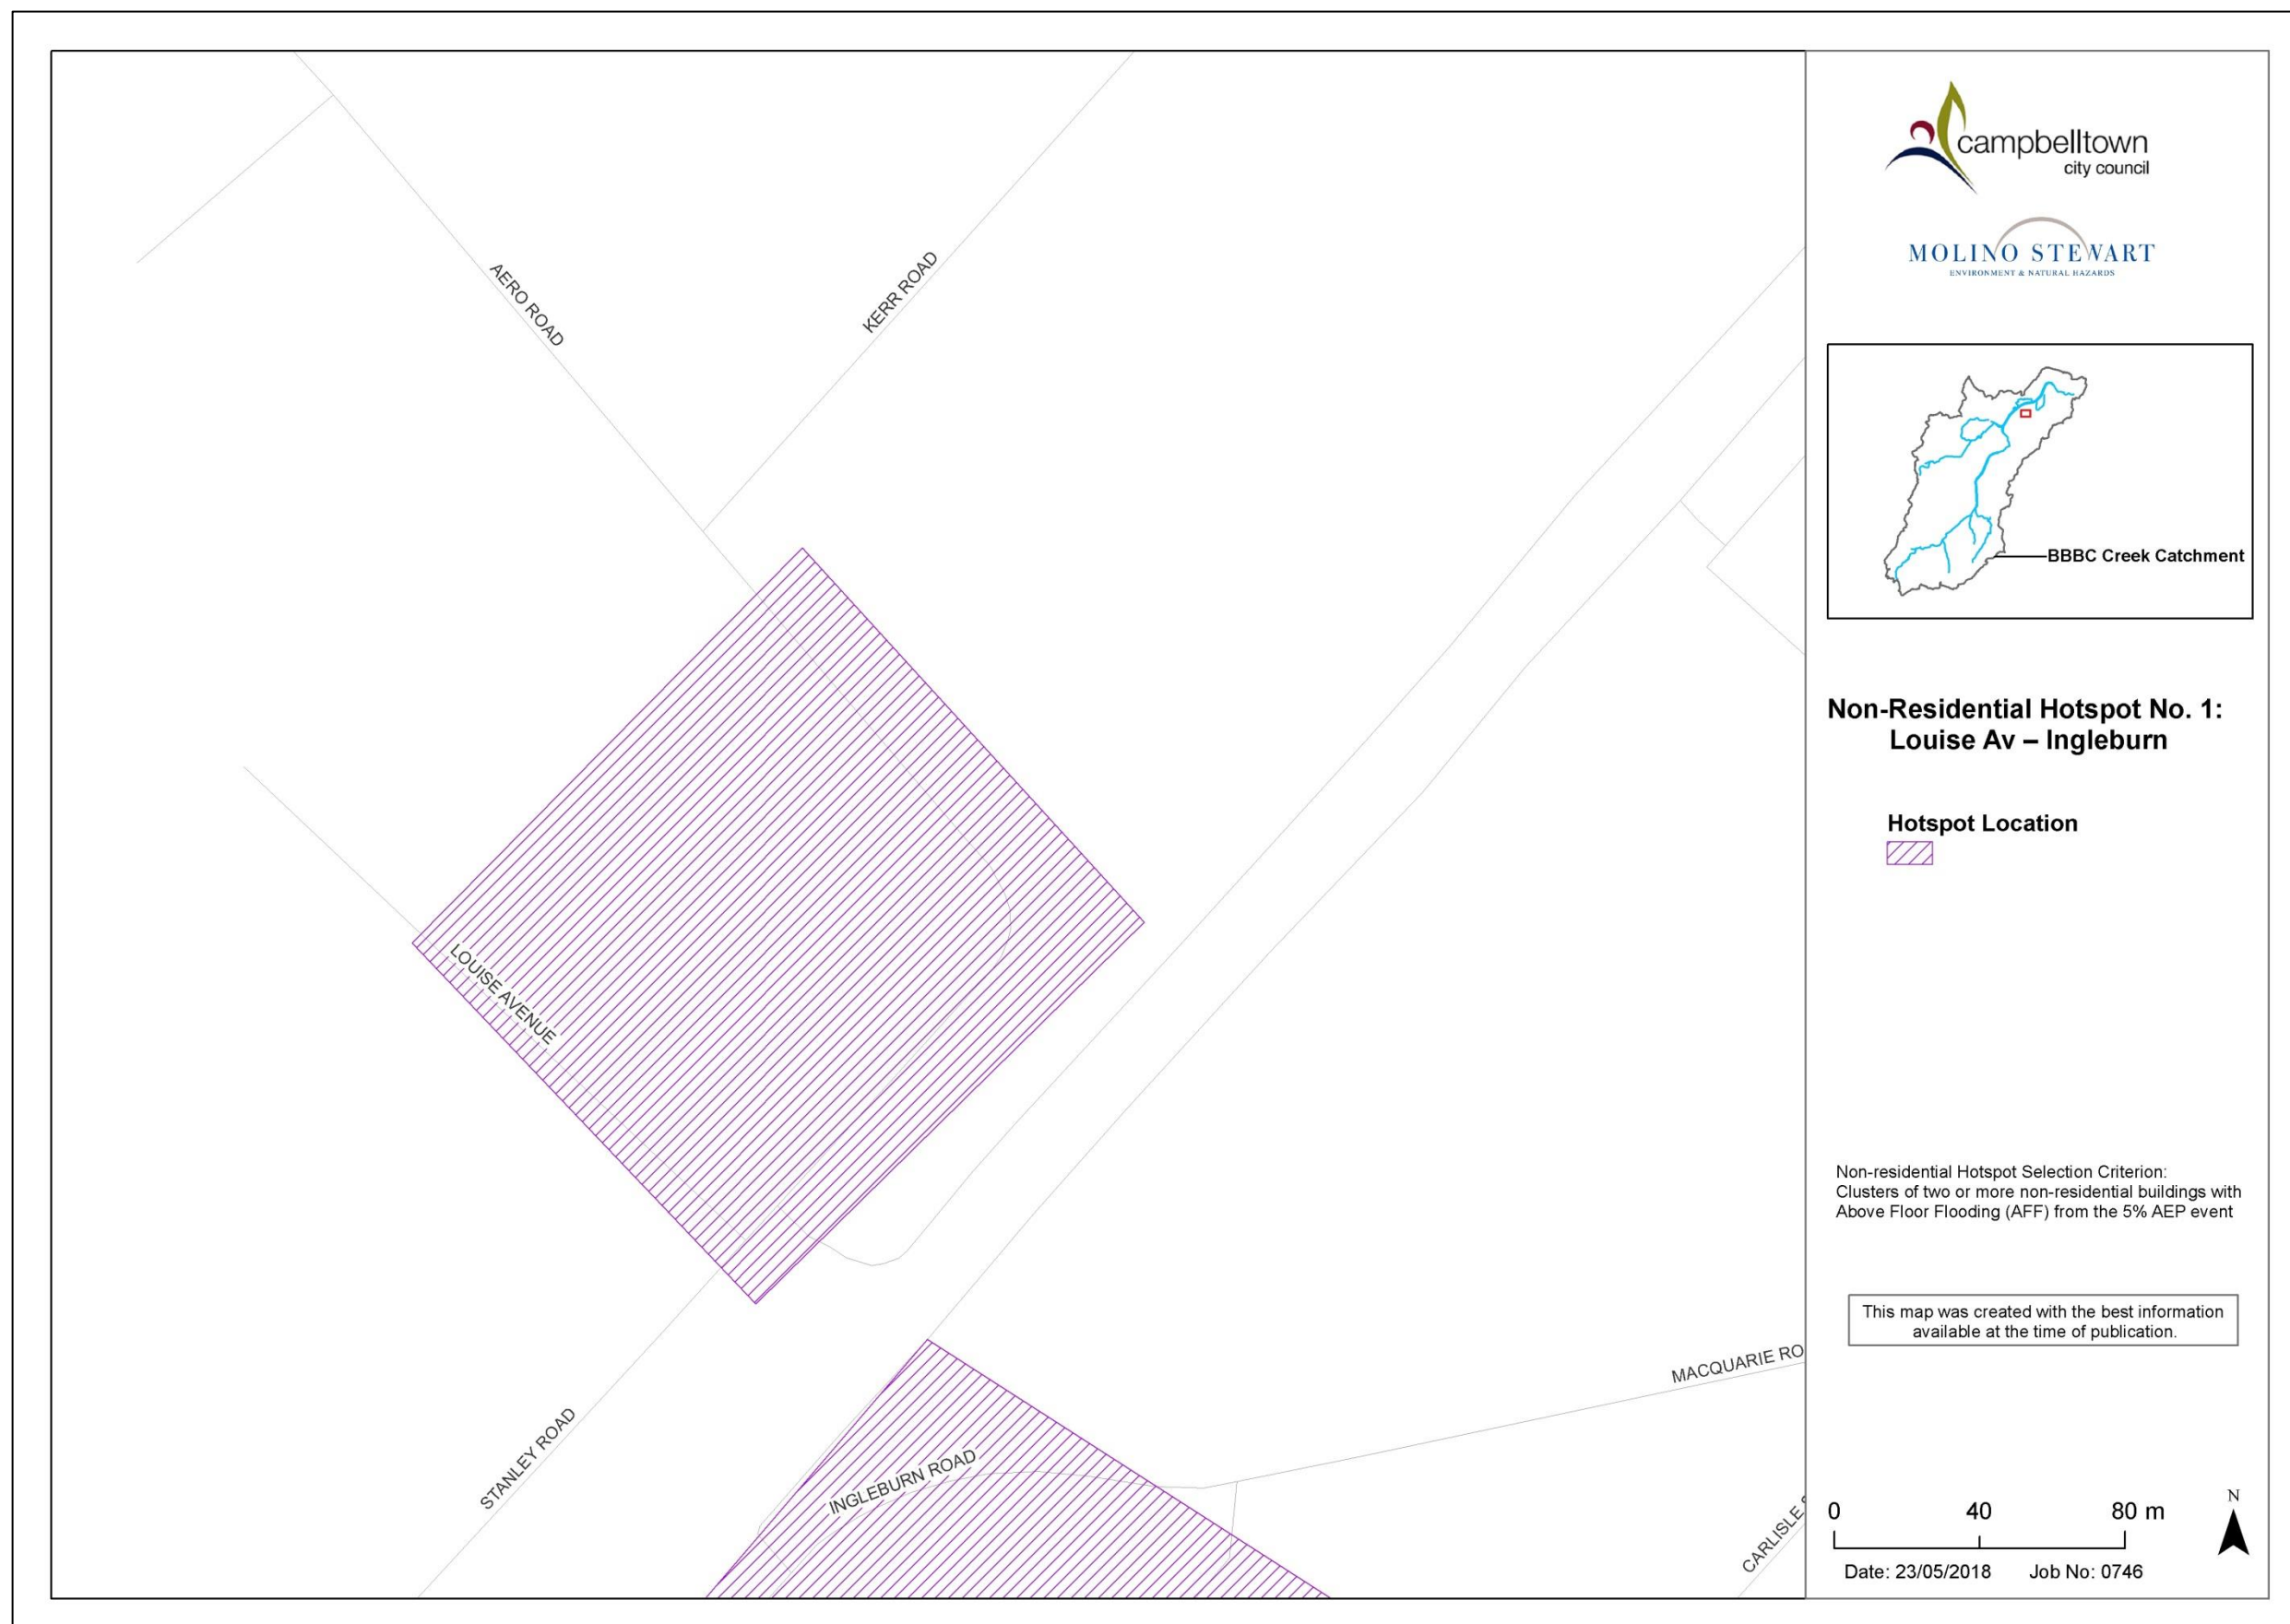 AERO ROAD
KERR ROAD
LOUISE AVENUE
STANLEY ROAD
INGLEBURN ROAD
MACQUARIE RO
CARLISLE S
campbelltown
city council
MOLINO STEWART
ENVIRONMENT & NATURAL HAZARDS
BBBC Creek Catchment
Non-Residential Hotspot No. 1:
Louise Av – Ingleburn
Hotspot Location
Non-residential Hotspot Selection Criterion:
Clusters of two or more non-residential buildings with
Above Floor Flooding (AFF) from the 5% AEP event
This map was created with the best information
available at the time of publication.
N
0 40 80 m
Date: 23/05/2018 Job No: 0746